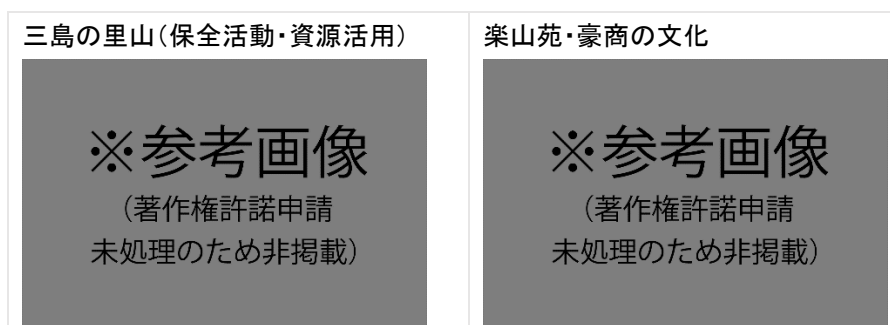 三島の里山（保全活動・資源活用）
※参考画像
（著作権許諾申請
未処理のため非掲載）
楽山苑・豪商の文化
※参考画像
（著作権許諾申請
未処理のため非掲載）